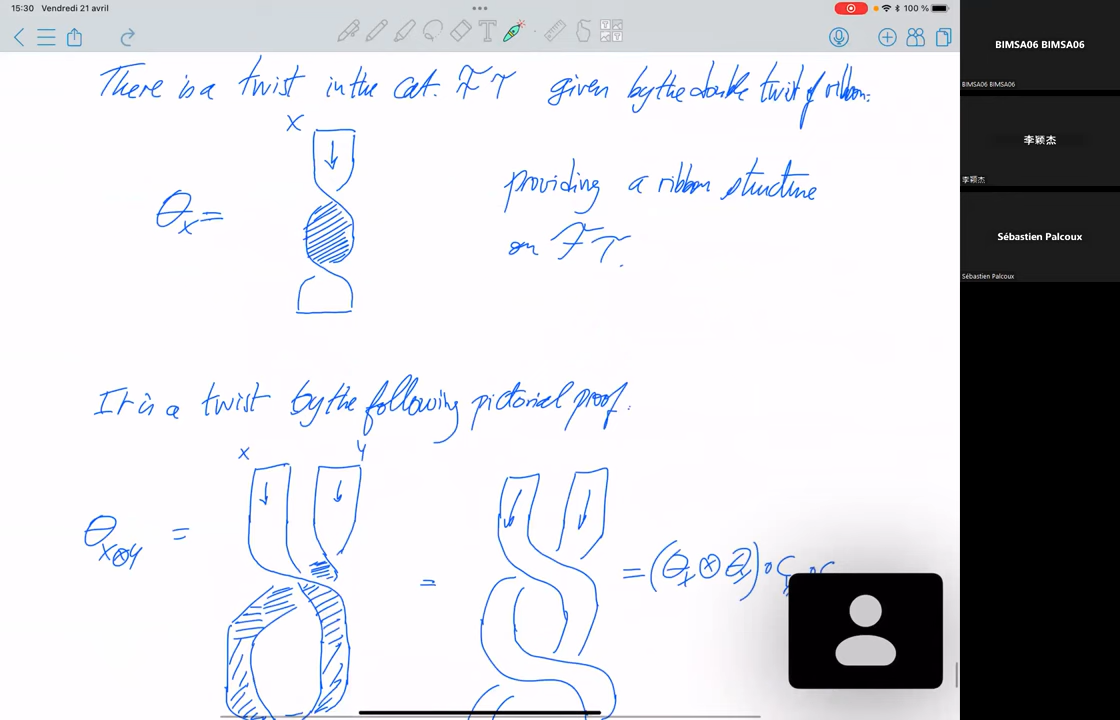 15:30 Vendredi 21 avril
100 %
There is a twist in the cat. FT given by the double twist of ribbon.
X
θ_X =
providing a ribbon structure
on FT.
It is a twist by the following pictorial proof.
X Y
θ_X⊗Y = =
BIMSA06 BIMSA06
BIMSA06 BIMSA06
李颖杰
李颖杰
Sébastien Palcoux
Sébastien Palcoux